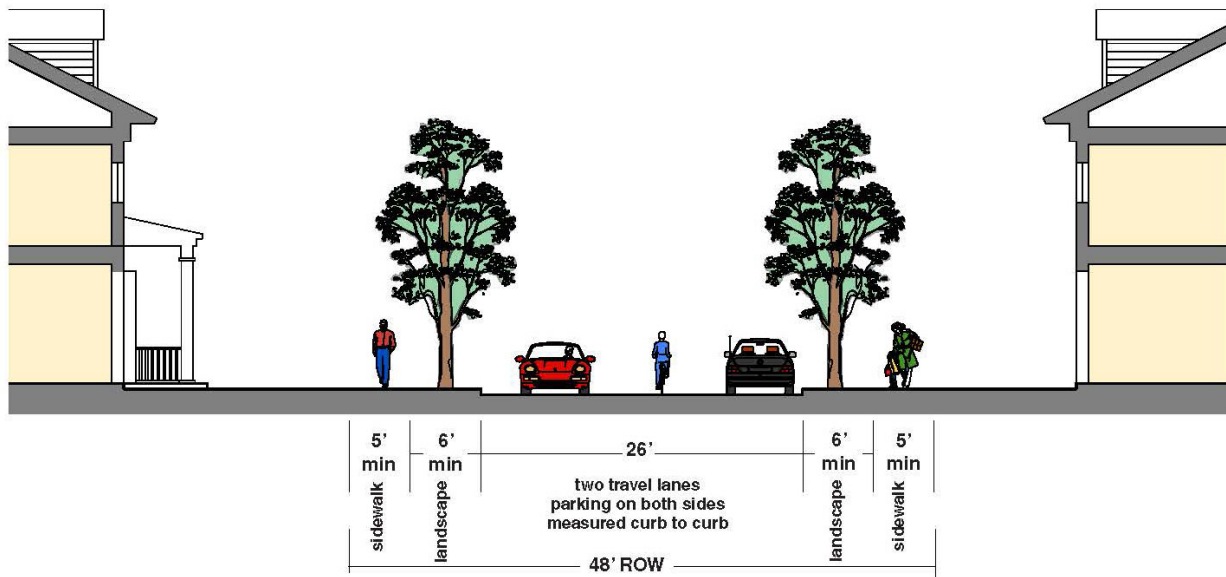 5'
min
sidewalk
6'
min
landscape
26'
two travel lanes
parking on both sides
measured curb to curb
6'
min
landscape
5'
min
sidewalk
48' ROW